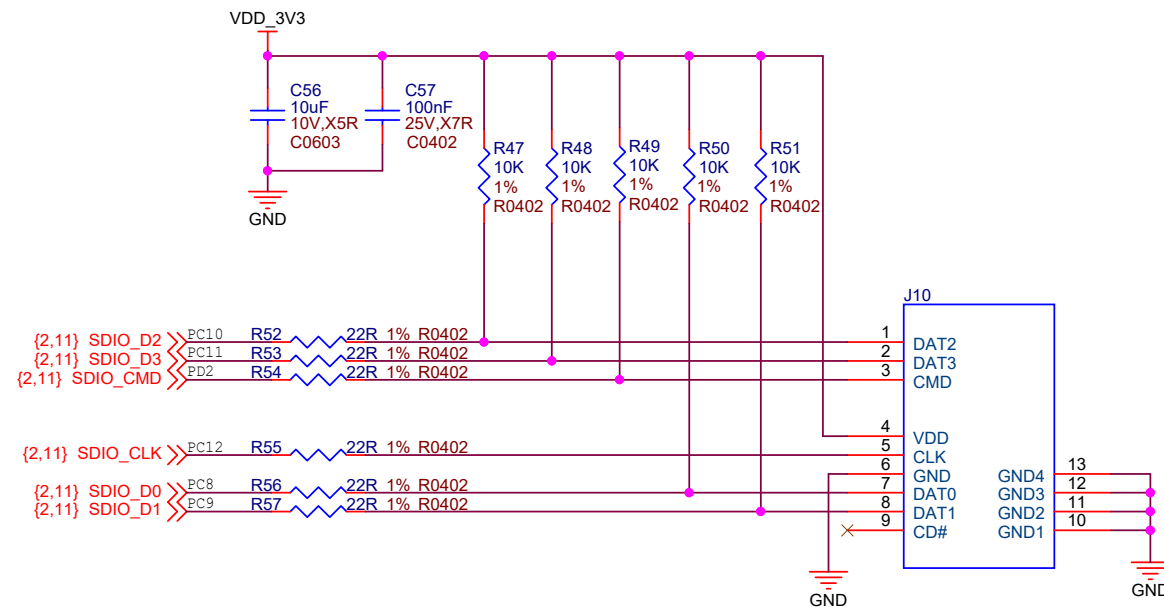 VDD_3V3
C56
10uF
10V,X5R
C0603
C57
100nF
25V,X7R
C0402
GND
R47
10K
1%
R0402
R48
10K
1%
R0402
R49
10K
1%
R0402
R50
10K
1%
R0402
R51
10K
1%
R0402
J10
{2,11} SDIO_D2 PC10 R52 22R 1% R0402 1 DAT2
{2,11} SDIO_D3 PC11 R53 22R 1% R0402 2 DAT3
{2,11} SDIO_CMD PD2 R54 22R 1% R0402 3 CMD
4 VDD
{2,11} SDIO_CLK PC12 R55 22R 1% R0402 5 CLK
6 GND GND4 13
{2,11} SDIO_D0 PC8 R56 22R 1% R0402 7 DAT0 GND3 12
{2,11} SDIO_D1 PC9 R57 22R 1% R0402 8 DAT1 GND2 11
9 CD# GND1 10
GND
GND